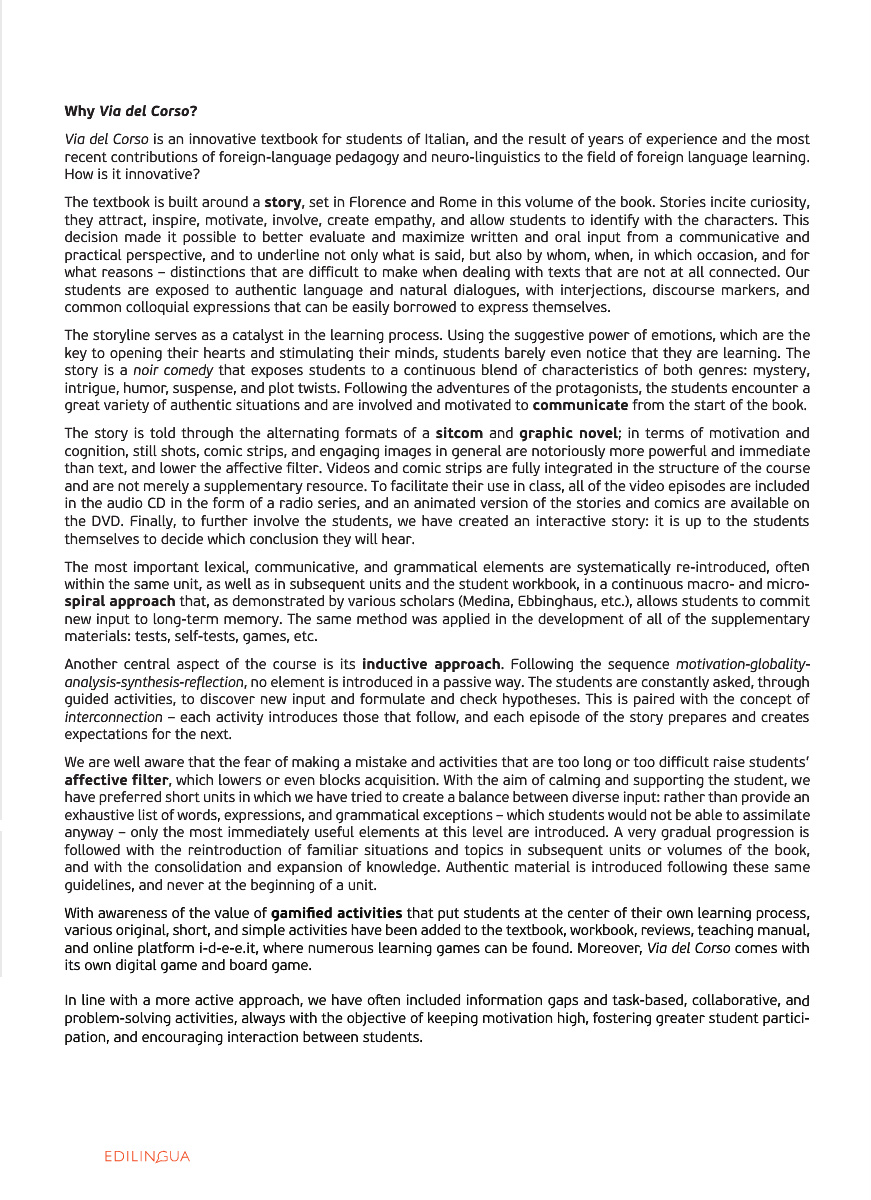 Why Via del Corso?
Via del Corso is an innovative textbook for students of Italian, and the result of years of experience and the most
recent contributions of foreign-language pedagogy and neuro-linguistics to the field of foreign language learning.
How is it innovative?
The textbook is built around a story, set in Florence and Rome in this volume of the book. Stories incite curiosity,
they attract, inspire, motivate, involve, create empathy, and allow students to identify with the characters. This
decision made it possible to better evaluate and maximize written and oral input from a communicative and
practical perspective, and to underline not only what is said, but also by whom, when, in which occasion, and for
what reasons – distinctions that are difficult to make when dealing with texts that are not at all connected. Our
students are exposed to authentic language and natural dialogues, with interjections, discourse markers, and
common colloquial expressions that can be easily borrowed to express themselves.
The storyline serves as a catalyst in the learning process. Using the suggestive power of emotions, which are the
key to opening their hearts and stimulating their minds, students barely even notice that they are learning. The
story is a noir comedy that exposes students to a continuous blend of characteristics of both genres: mystery,
intrigue, humor, suspense, and plot twists. Following the adventures of the protagonists, the students encounter a
great variety of authentic situations and are involved and motivated to communicate from the start of the book.
The story is told through the alternating formats of a sitcom and graphic novel; in terms of motivation and
cognition, still shots, comic strips, and engaging images in general are notoriously more powerful and immediate
than text, and lower the affective filter. Videos and comic strips are fully integrated in the structure of the course
and are not merely a supplementary resource. To facilitate their use in class, all of the video episodes are included
in the audio CD in the form of a radio series, and an animated version of the stories and comics are available on
the DVD. Finally, to further involve the students, we have created an interactive story: it is up to the students
themselves to decide which conclusion they will hear.
The most important lexical, communicative, and grammatical elements are systematically re-introduced, often
within the same unit, as well as in subsequent units and the student workbook, in a continuous macro- and micro-
spiral approach that, as demonstrated by various scholars (Medina, Ebbinghaus, etc.), allows students to commit
new input to long-term memory. The same method was applied in the development of all of the supplementary
materials: tests, self-tests, games, etc.
Another central aspect of the course is its inductive approach. Following the sequence motivation-globality-
analysis-synthesis-reflection, no element is introduced in a passive way. The students are constantly asked, through
guided activities, to discover new input and formulate and check hypotheses. This is paired with the concept of
interconnection – each activity introduces those that follow, and each episode of the story prepares and creates
expectations for the next.
We are well aware that the fear of making a mistake and activities that are too long or too difficult raise students’
affective filter, which lowers or even blocks acquisition. With the aim of calming and supporting the student, we
have preferred short units in which we have tried to create a balance between diverse input: rather than provide an
exhaustive list of words, expressions, and grammatical exceptions – which students would not be able to assimilate
anyway – only the most immediately useful elements at this level are introduced. A very gradual progression is
followed with the reintroduction of familiar situations and topics in subsequent units or volumes of the book,
and with the consolidation and expansion of knowledge. Authentic material is introduced following these same
guidelines, and never at the beginning of a unit.
With awareness of the value of gamified activities that put students at the center of their own learning process,
various original, short, and simple activities have been added to the textbook, workbook, reviews, teaching manual,
and online platform i-d-e-e.it, where numerous learning games can be found. Moreover, Via del Corso comes with
its own digital game and board game.
In line with a more active approach, we have often included information gaps and task-based, collaborative, and
problem-solving activities, always with the objective of keeping motivation high, fostering greater student partici-
pation, and encouraging interaction between students.
EDILINGUA